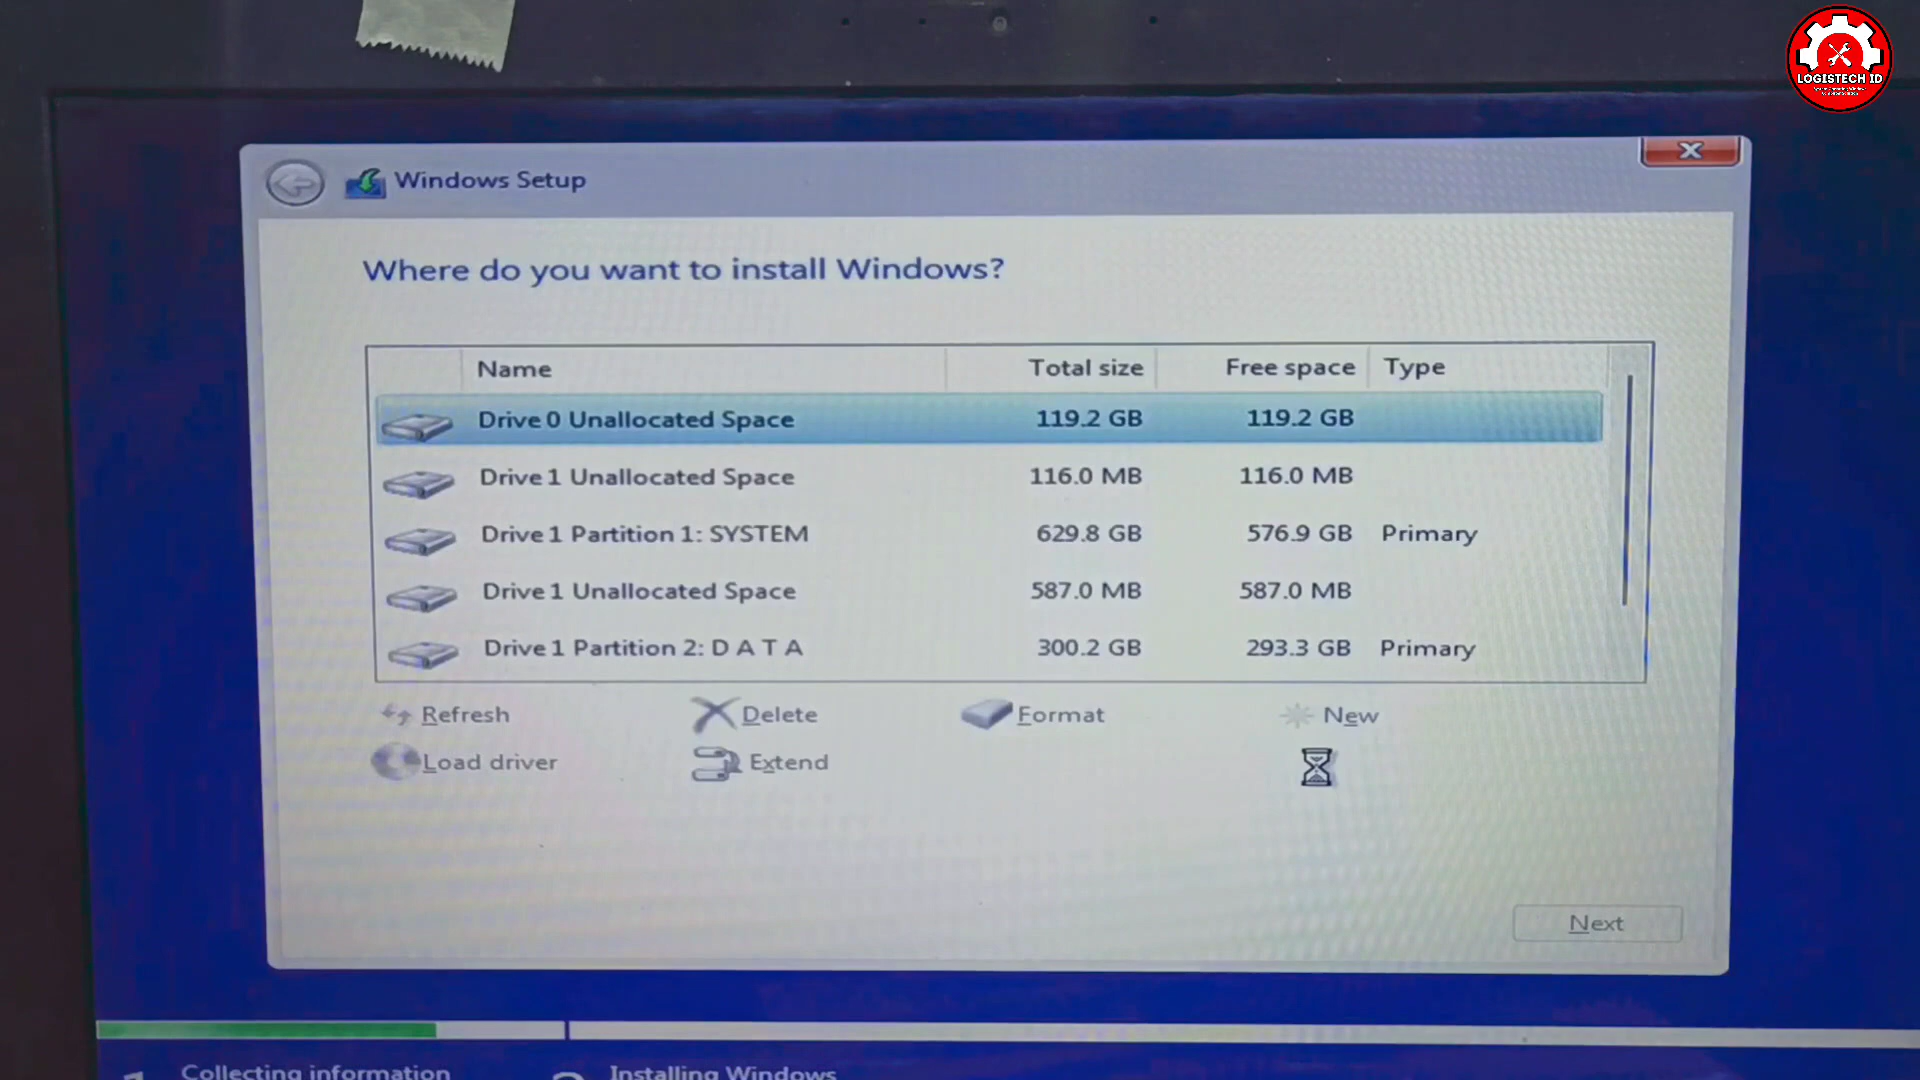 LOGISTECH ID
Windows Setup
Where do you want to install Windows?
Name Total size Free space Type
Drive 0 Unallocated Space 119.2 GB 119.2 GB
Drive 1 Unallocated Space 116.0 MB 116.0 MB
Drive 1 Partition 1: SYSTEM 629.8 GB 576.9 GB Primary
Drive 1 Unallocated Space 587.0 MB 587.0 MB
Drive 1 Partition 2: D A T A 300.2 GB 293.3 GB Primary
Refresh Delete Format New
Load driver Extend
Next
1 Collecting information 2 Installing Windows